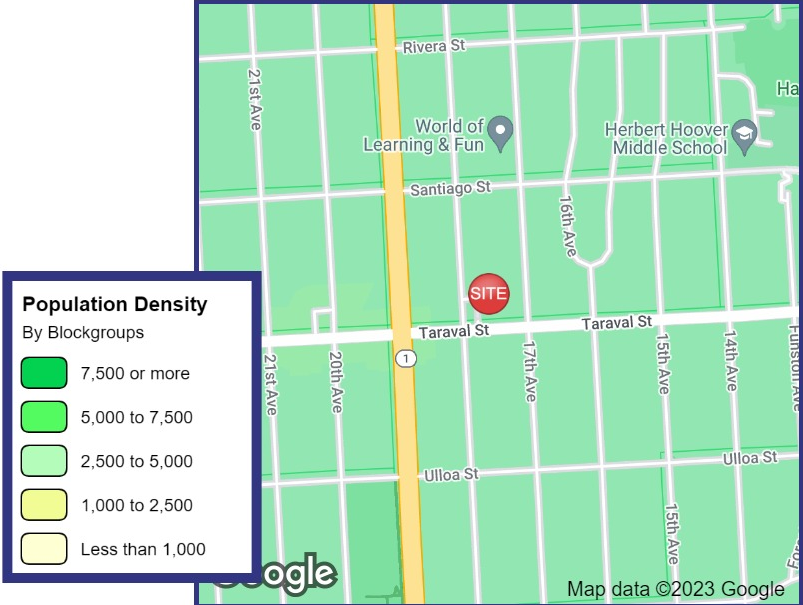 Rivera St
21st Ave
Ha
World of
Learning & Fun
Herbert Hoover
Middle School
Santiago St
16th Ave
SITE
Taraval St
Taraval St
1
21st Ave
20th Ave
17th Ave
15th Ave
14th Ave
Funston Ave
Ulloa St
Ulloa St
15th Ave
Google
Map data ©2023 Google
Population Density
By Blockgroups
7,500 or more
5,000 to 7,500
2,500 to 5,000
1,000 to 2,500
Less than 1,000